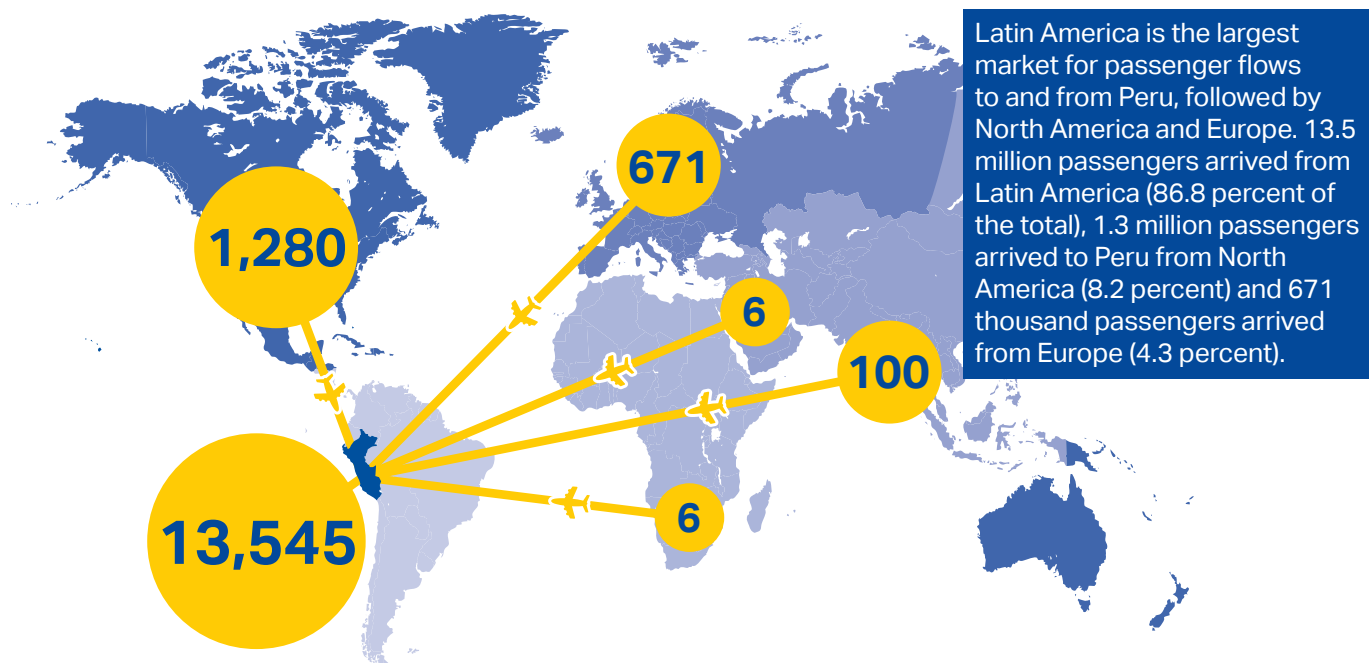 Latin America is the largest
market for passenger flows
to and from Peru, followed by
North America and Europe. 13.5
million passengers arrived from
Latin America (86.8 percent of
the total), 1.3 million passengers
arrived to Peru from North
America (8.2 percent) and 671
thousand passengers arrived
from Europe (4.3 percent).
671
1,280
6
100
13,545
6